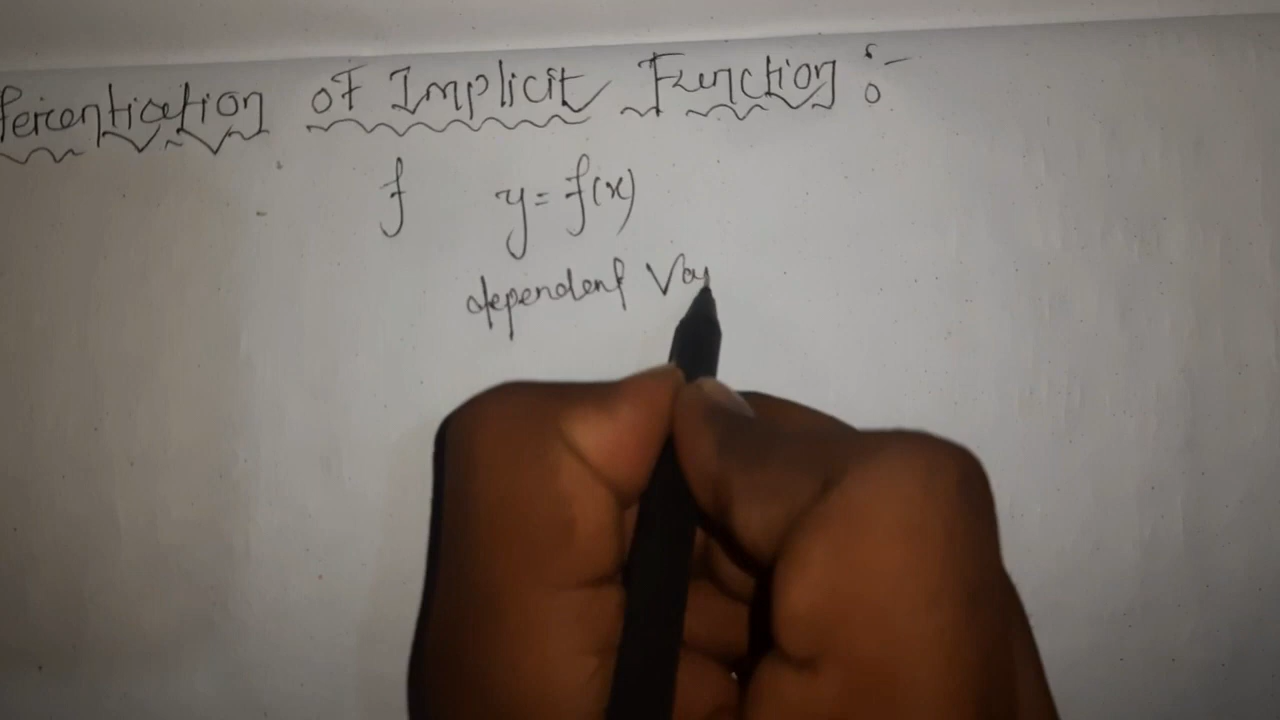 ferentiation of Implicit Function :-
f y = f(x)
dependent Va